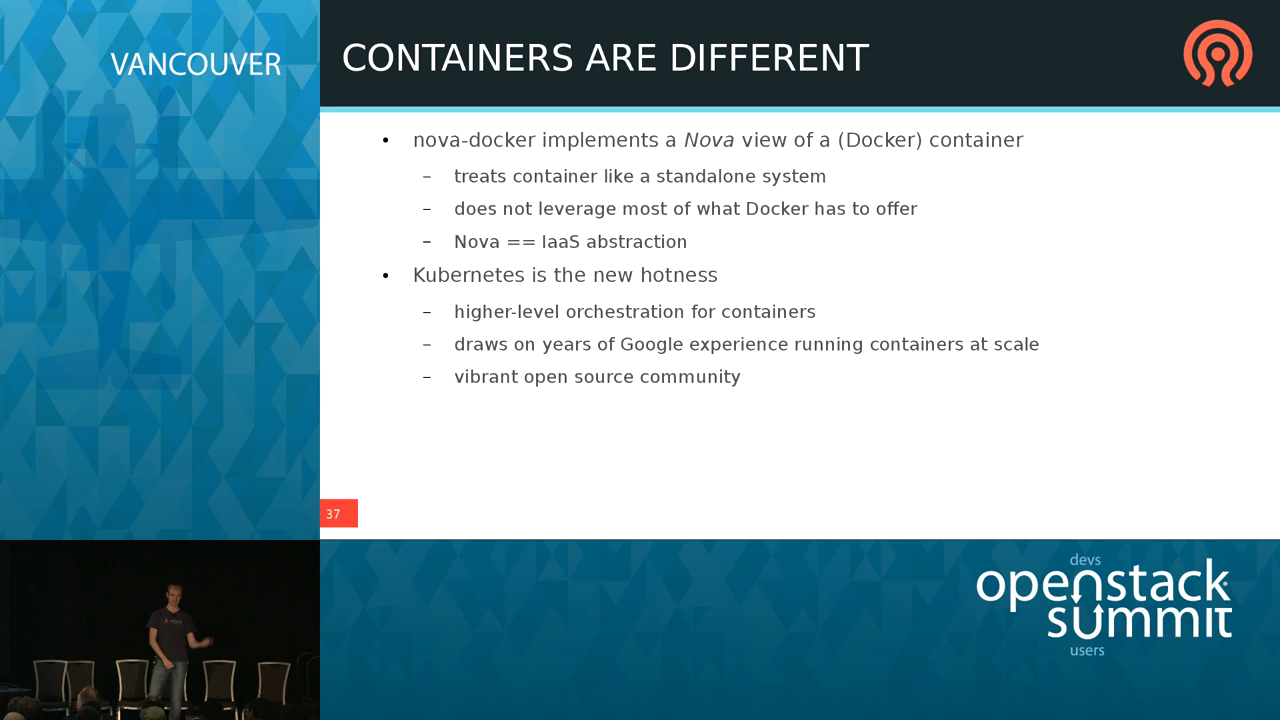 VANCOUVER
CONTAINERS ARE DIFFERENT
• nova-docker implements a Nova view of a (Docker) container
– treats container like a standalone system
– does not leverage most of what Docker has to offer
– Nova == IaaS abstraction
• Kubernetes is the new hotness
– higher-level orchestration for containers
– draws on years of Google experience running containers at scale
– vibrant open source community
37
devs
openstack
summit
users